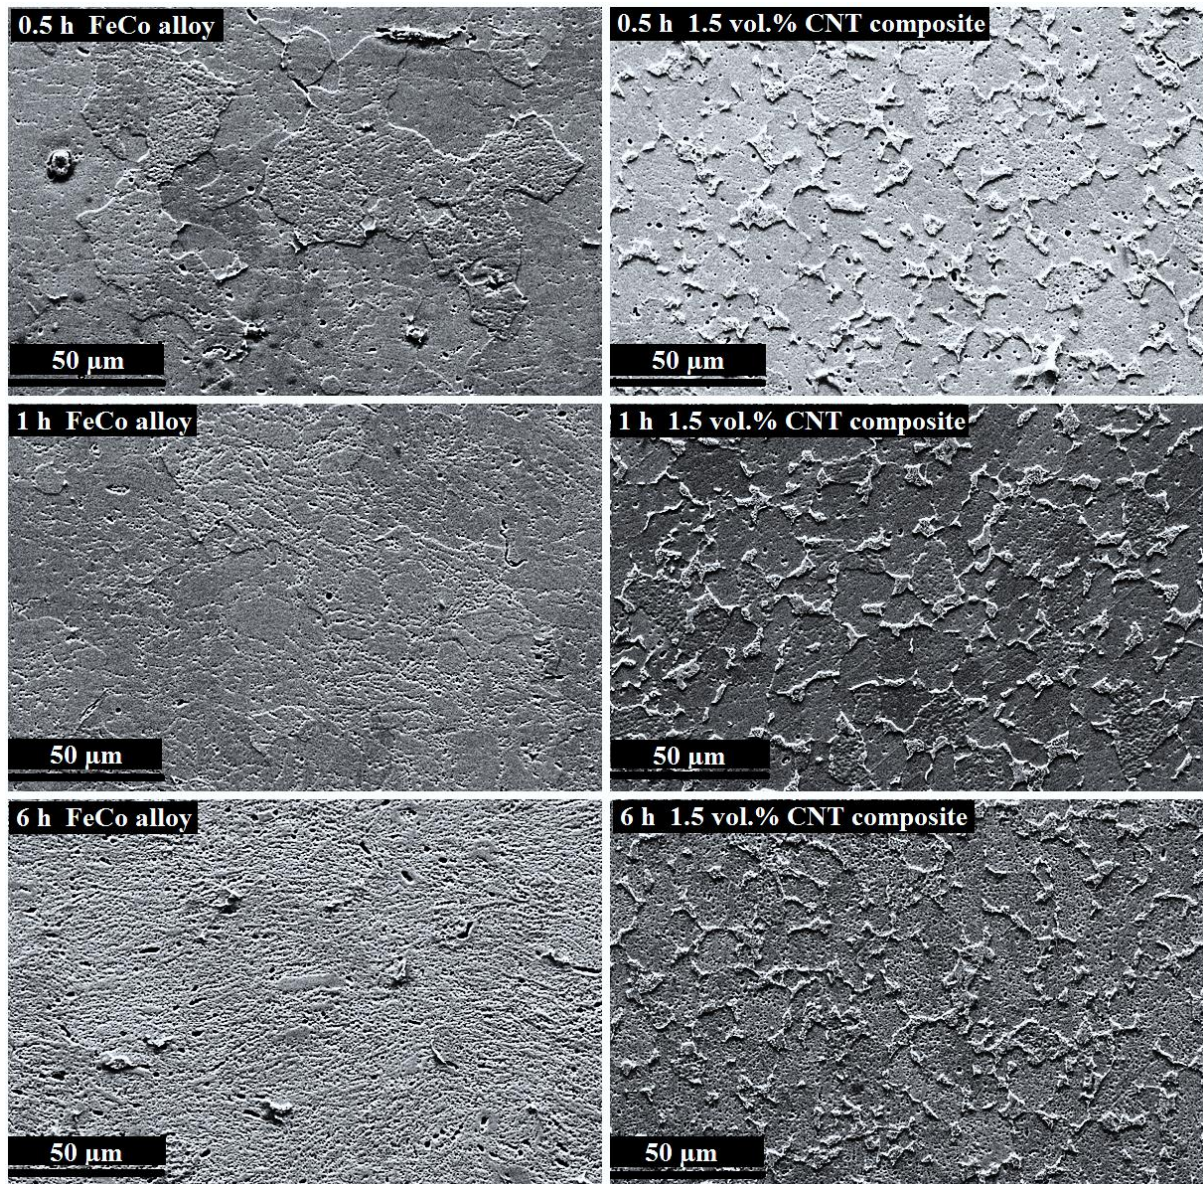 0.5 h FeCo alloy
0.5 h 1.5 vol.% CNT composite
50 µm
50 µm
1 h FeCo alloy
1 h 1.5 vol.% CNT composite
50 µm
50 µm
6 h FeCo alloy
6 h 1.5 vol.% CNT composite
50 µm
50 µm